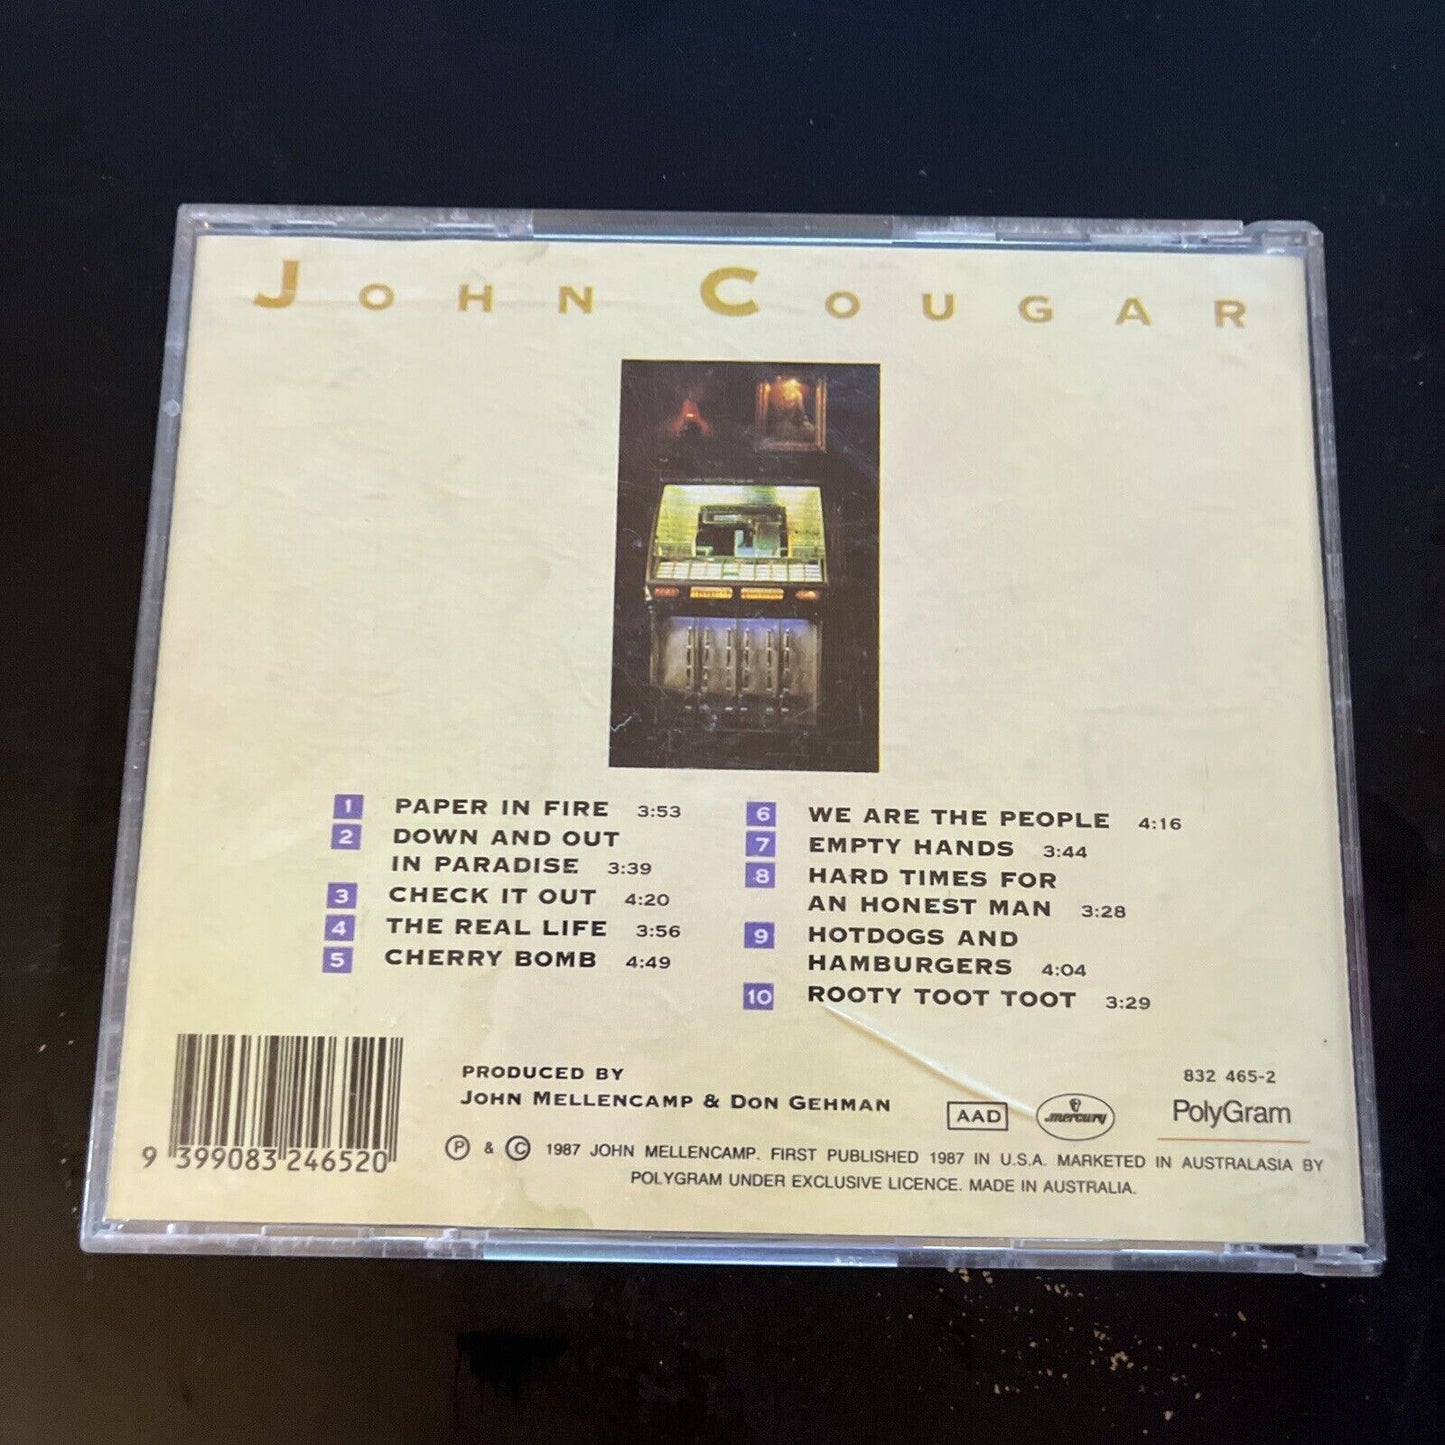 JOHN COUGAR
1 PAPER IN FIRE 3:53
2 DOWN AND OUT
IN PARADISE 3:39
3 CHECK IT OUT 4:20
4 THE REAL LIFE 3:56
5 CHERRY BOMB 4:49
6 WE ARE THE PEOPLE 4:16
7 EMPTY HANDS 3:44
8 HARD TIMES FOR
AN HONEST MAN 3:28
9 HOTDOGS AND
HAMBURGERS 4:04
10 ROOTY TOOT TOOT 3:29
9 399083 246520
PRODUCED BY
JOHN MELLENCAMP & DON GEHMAN
AAD
mercury
832 465-2
PolyGram
Ⓟ & © 1987 JOHN MELLENCAMP. FIRST PUBLISHED 1987 IN U.S.A. MARKETED IN AUSTRALASIA BY
POLYGRAM UNDER EXCLUSIVE LICENCE. MADE IN AUSTRALIA.